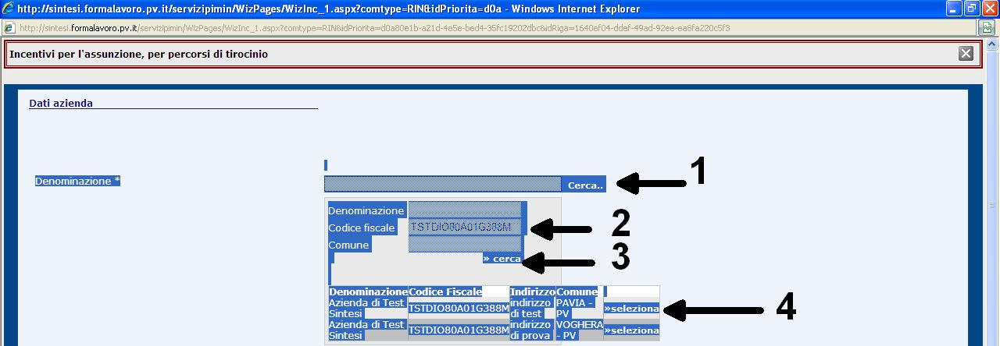 http://sintesi.formalavoro.pv.it/servizipimin/WizPages/WizInc_1.aspx?comtype=RIN&idPriorita=d0a - Windows Internet Explorer
http://sintesi.formalavoro.pv.it/servizipimin/WizPages/WizInc_1.aspx?comtype=RIN&idPriorita=d0a80e1b-a21d-4e5e-bed4-35fc19202dbc&idRiga=1640ef04-ddef-49ad-92ee-ea8fa220c5f3
Incentivi per l'assunzione, per percorsi di tirocinio
Dati azienda
Denominazione * Cerca.. 1
Denominazione
Codice fiscale TSTDIO80A01G388M 2
Comune
» cerca 3
Denominazione Codice Fiscale Indirizzo Comune
Azienda di Test Sintesi TSTDIO80A01G388M indirizzo di test PAVIA - PV »seleziona 4
Azienda di Test Sintesi TSTDIO80A01G388M indirizzo di prova VOGHERA - PV »seleziona